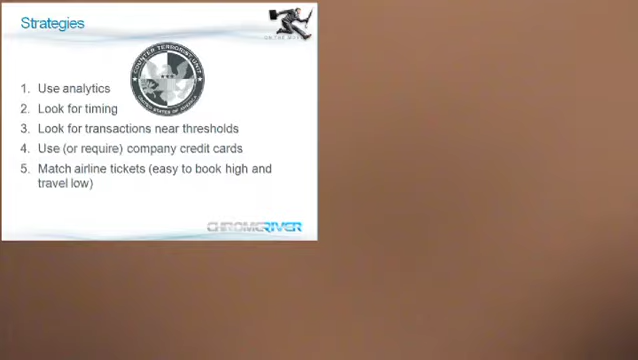 Strategies
COUNTER TERRORIST UNIT
UNITED STATES OF AMERICA
1. Use analytics
2. Look for timing
3. Look for transactions near thresholds
4. Use (or require) company credit cards
5. Match airline tickets (easy to book high and
travel low)
CHROMERIVER